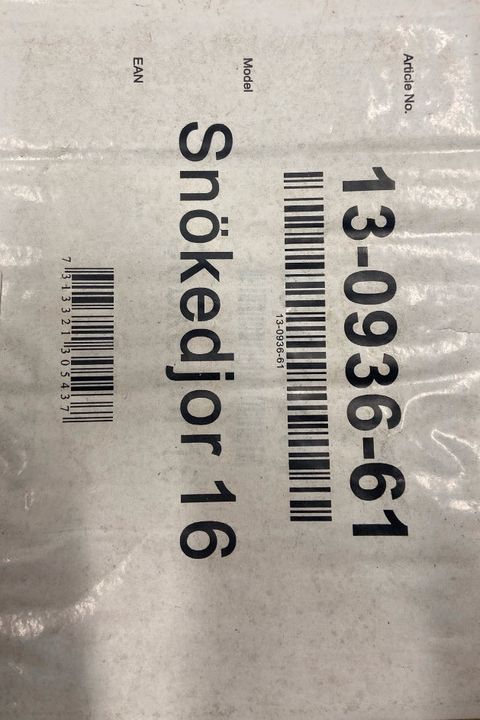 Article No.
13-0936-61
13-0936-61
Model
Snökedjor 16
EAN
7 313321 305437